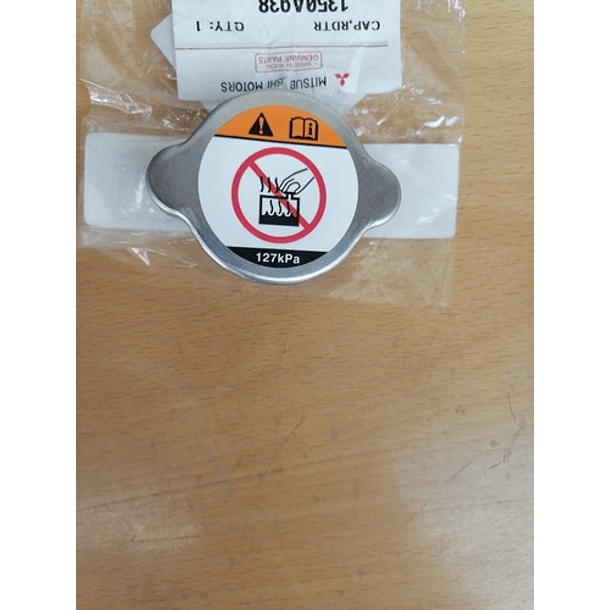 MITSUBISHI MOTORS
GENUINE PARTS
CAP,RDTR QTY: 1
1350A938
127kPa